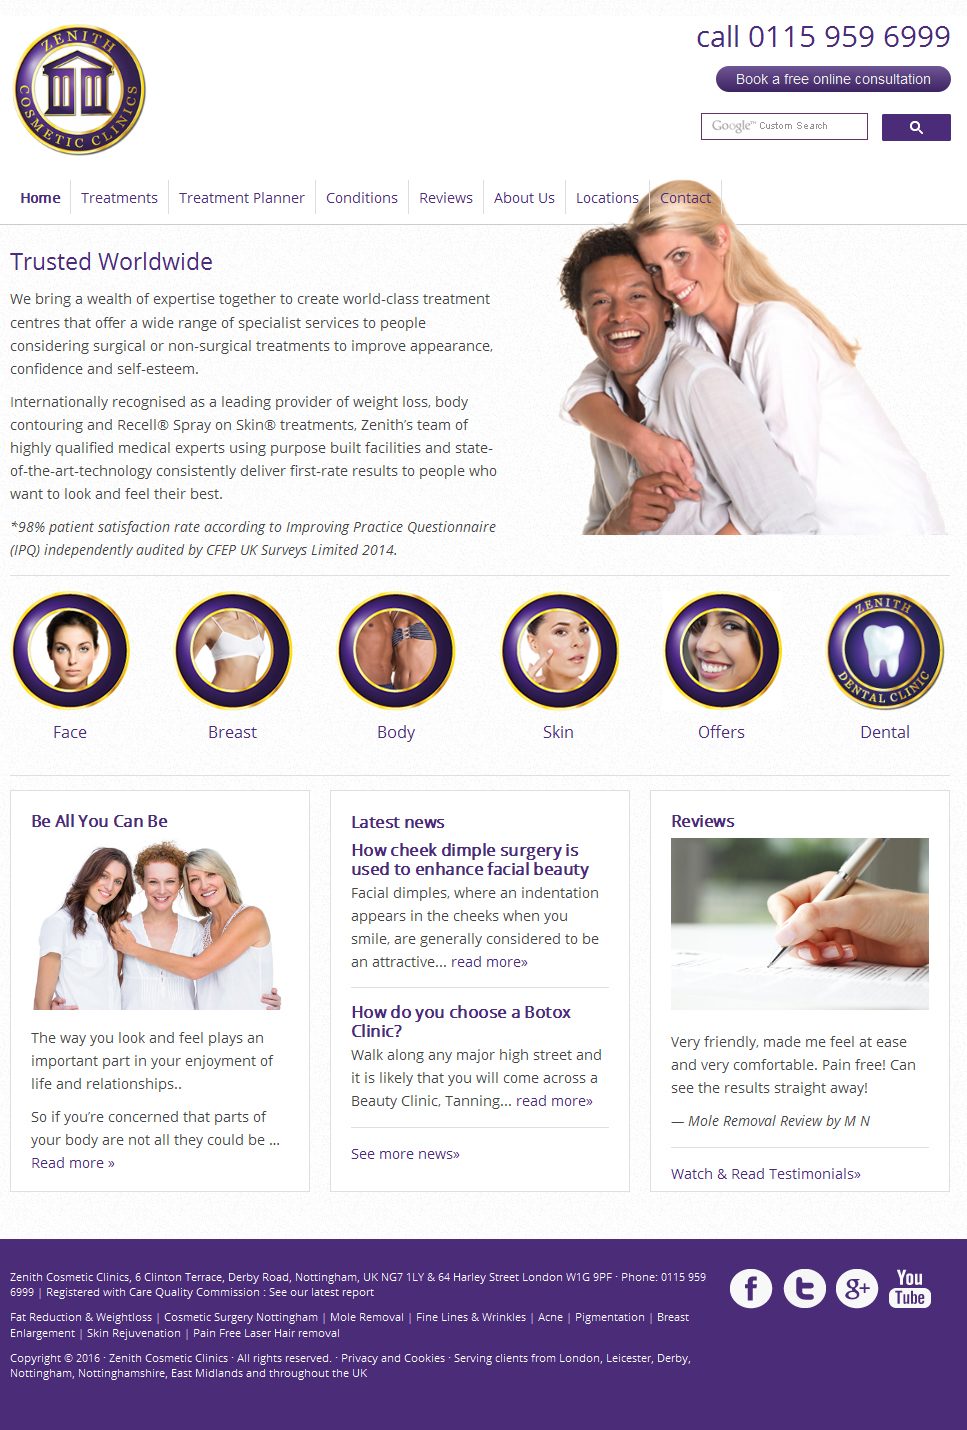 ZENITH
COSMETIC CLINICS
call 0115 959 6999
Book a free online consultation
Google™ Custom Search
Home
Treatments
Treatment Planner
Conditions
Reviews
About Us
Locations
Contact
Trusted Worldwide
We bring a wealth of expertise together to create world-class treatment
centres that offer a wide range of specialist services to people
considering surgical or non-surgical treatments to improve appearance,
confidence and self-esteem.
Internationally recognised as a leading provider of weight loss, body
contouring and Recell® Spray on Skin® treatments, Zenith’s team of
highly qualified medical experts using purpose built facilities and state-
of-the-art-technology consistently deliver first-rate results to people who
want to look and feel their best.
*98% patient satisfaction rate according to Improving Practice Questionnaire
(IPQ) independently audited by CFEP UK Surveys Limited 2014.
ZENITH
DENTAL CLINIC
Face
Breast
Body
Skin
Offers
Dental
Be All You Can Be
The way you look and feel plays an
important part in your enjoyment of
life and relationships..
So if you’re concerned that parts of
your body are not all they could be ...
Read more »
Latest news
How cheek dimple surgery is
used to enhance facial beauty
Facial dimples, where an indentation
appears in the cheeks when you
smile, are generally considered to be
an attractive... read more»
How do you choose a Botox
Clinic?
Walk along any major high street and
it is likely that you will come across a
Beauty Clinic, Tanning... read more»
See more news»
Reviews
Very friendly, made me feel at ease
and very comfortable. Pain free! Can
see the results straight away!
— Mole Removal Review by M N
Watch & Read Testimonials»
Zenith Cosmetic Clinics, 6 Clinton Terrace, Derby Road, Nottingham, UK NG7 1LY & 64 Harley Street London W1G 9PF · Phone: 0115 959
6999 | Registered with Care Quality Commission : See our latest report
Fat Reduction & Weightloss | Cosmetic Surgery Nottingham | Mole Removal | Fine Lines & Wrinkles | Acne | Pigmentation | Breast
Enlargement | Skin Rejuvenation | Pain Free Laser Hair removal
Copyright © 2016 · Zenith Cosmetic Clinics · All rights reserved. · Privacy and Cookies · Serving clients from London, Leicester, Derby,
Nottingham, Nottinghamshire, East Midlands and throughout the UK
f
t
g+
You
Tube